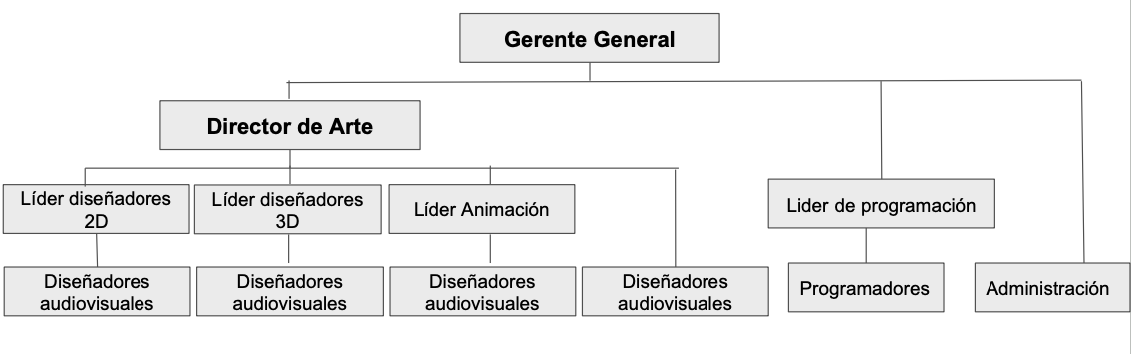 Gerente General
Director de Arte
Líder diseñadores
2D
Líder diseñadores
3D
Líder Animación
Lider de programación
Diseñadores
audiovisuales
Diseñadores
audiovisuales
Diseñadores
audiovisuales
Diseñadores
audiovisuales
Programadores
Administración